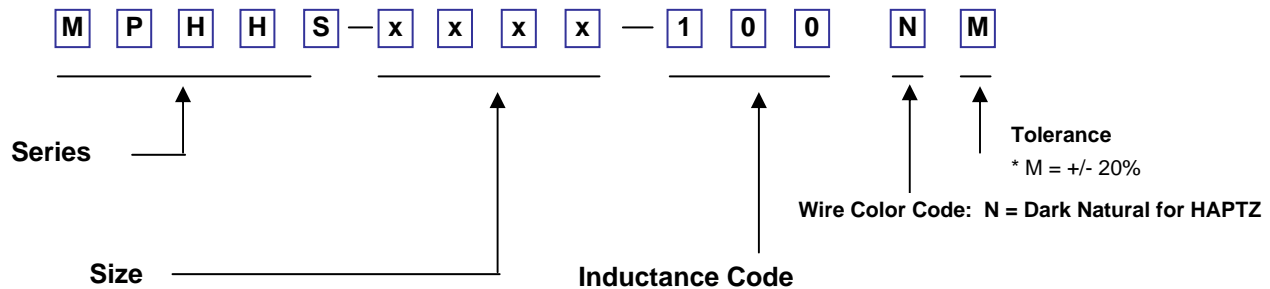 M P H H S – x x x x – 1 0 0 N M
Series
Tolerance
* M = +/- 20%
Wire Color Code: N = Dark Natural for HAPTZ
Size
Inductance Code